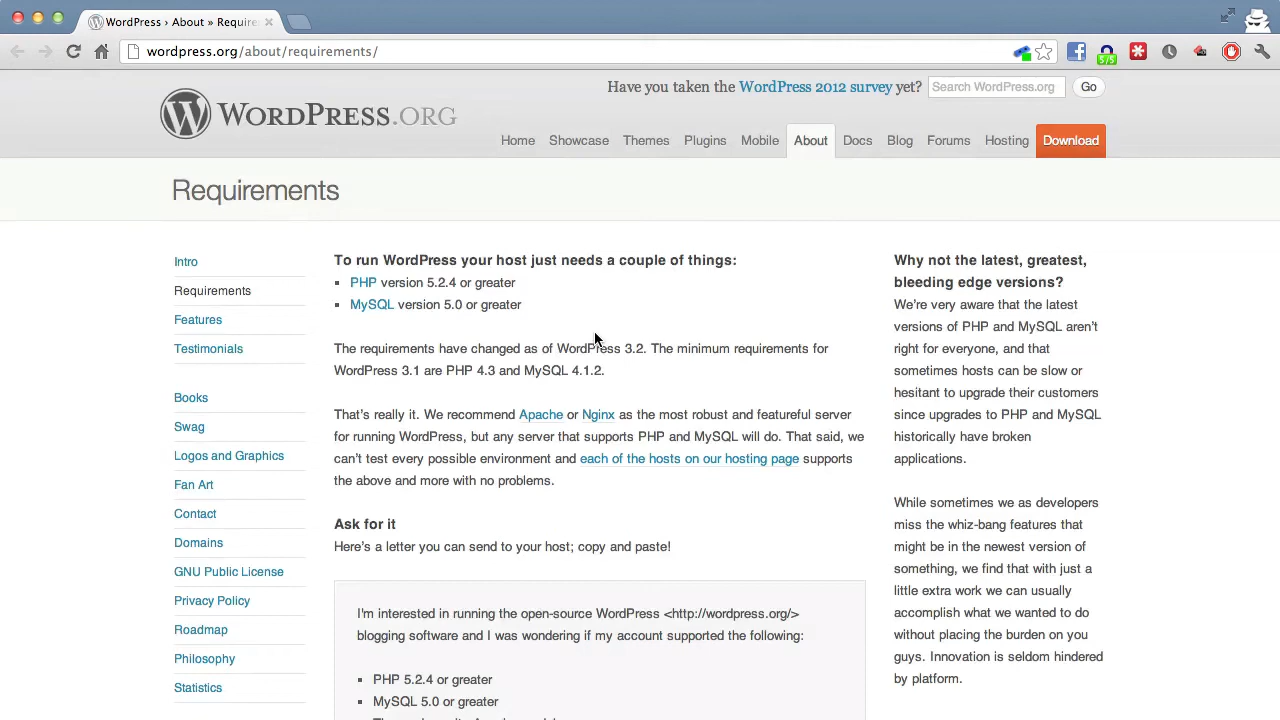 WordPress › About » Require
wordpress.org/about/requirements/
5/5
Have you taken the WordPress 2012 survey yet?
Search WordPress.org
Go
WORDPRESS.ORG
Home
Showcase
Themes
Plugins
Mobile
About
Docs
Blog
Forums
Hosting
Download
Requirements
Intro
Requirements
Features
Testimonials
Books
Swag
Logos and Graphics
Fan Art
Contact
Domains
GNU Public License
Privacy Policy
Roadmap
Philosophy
Statistics
To run WordPress your host just needs a couple of things:
PHP version 5.2.4 or greater
MySQL version 5.0 or greater
The requirements have changed as of WordPress 3.2. The minimum requirements for
WordPress 3.1 are PHP 4.3 and MySQL 4.1.2.
That's really it. We recommend Apache or Nginx as the most robust and featureful server
for running WordPress, but any server that supports PHP and MySQL will do. That said, we
can't test every possible environment and each of the hosts on our hosting page supports
the above and more with no problems.
Ask for it
Here's a letter you can send to your host; copy and paste!
I'm interested in running the open-source WordPress <http://wordpress.org/>
blogging software and I was wondering if my account supported the following:
PHP 5.2.4 or greater
MySQL 5.0 or greater
Why not the latest, greatest,
bleeding edge versions?
We're very aware that the latest
versions of PHP and MySQL aren't
right for everyone, and that
sometimes hosts can be slow or
hesitant to upgrade their customers
since upgrades to PHP and MySQL
historically have broken
applications.
While sometimes we as developers
miss the whiz-bang features that
might be in the newest version of
something, we find that with just a
little extra work we can usually
accomplish what we wanted to do
without placing the burden on you
guys. Innovation is seldom hindered
by platform.